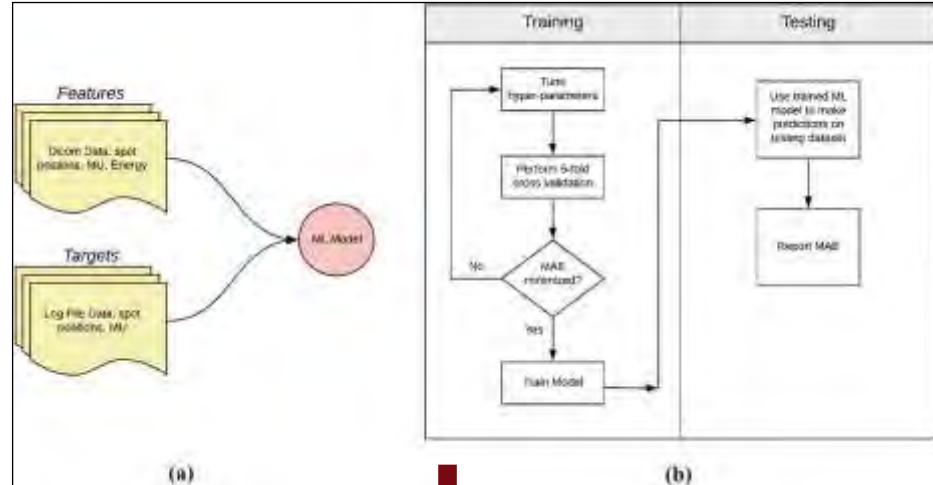 Features
Dicom Data, spot
positions, MU, Energy
Targets
Log File Data, spot
positions, MU
ML Model
(a)
Training
Testing
Tune
hyper-parameters
Perform 5-fold
cross validation
MAE
minimized?
No
Yes
Train Model
Use trained ML
model to make
predictions on
testing datasets
Report MAE
(b)